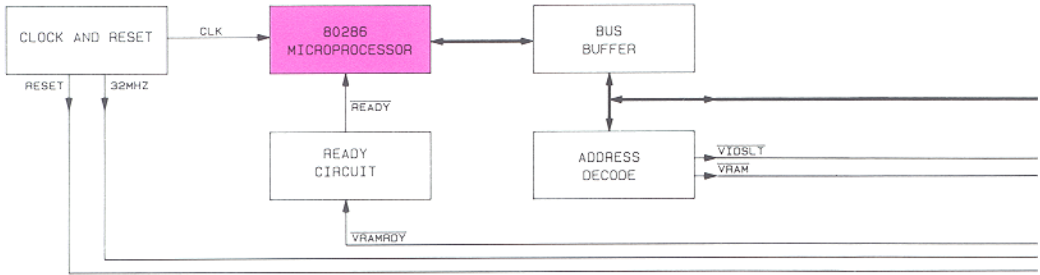 CLOCK AND RESET
CLK
80286
MICROPROCESSOR
BUS
BUFFER
RESET
32MHZ
READY
READY
CIRCUIT
ADDRESS
DECODE
VIOSLT
VRAM
VRAMRDY